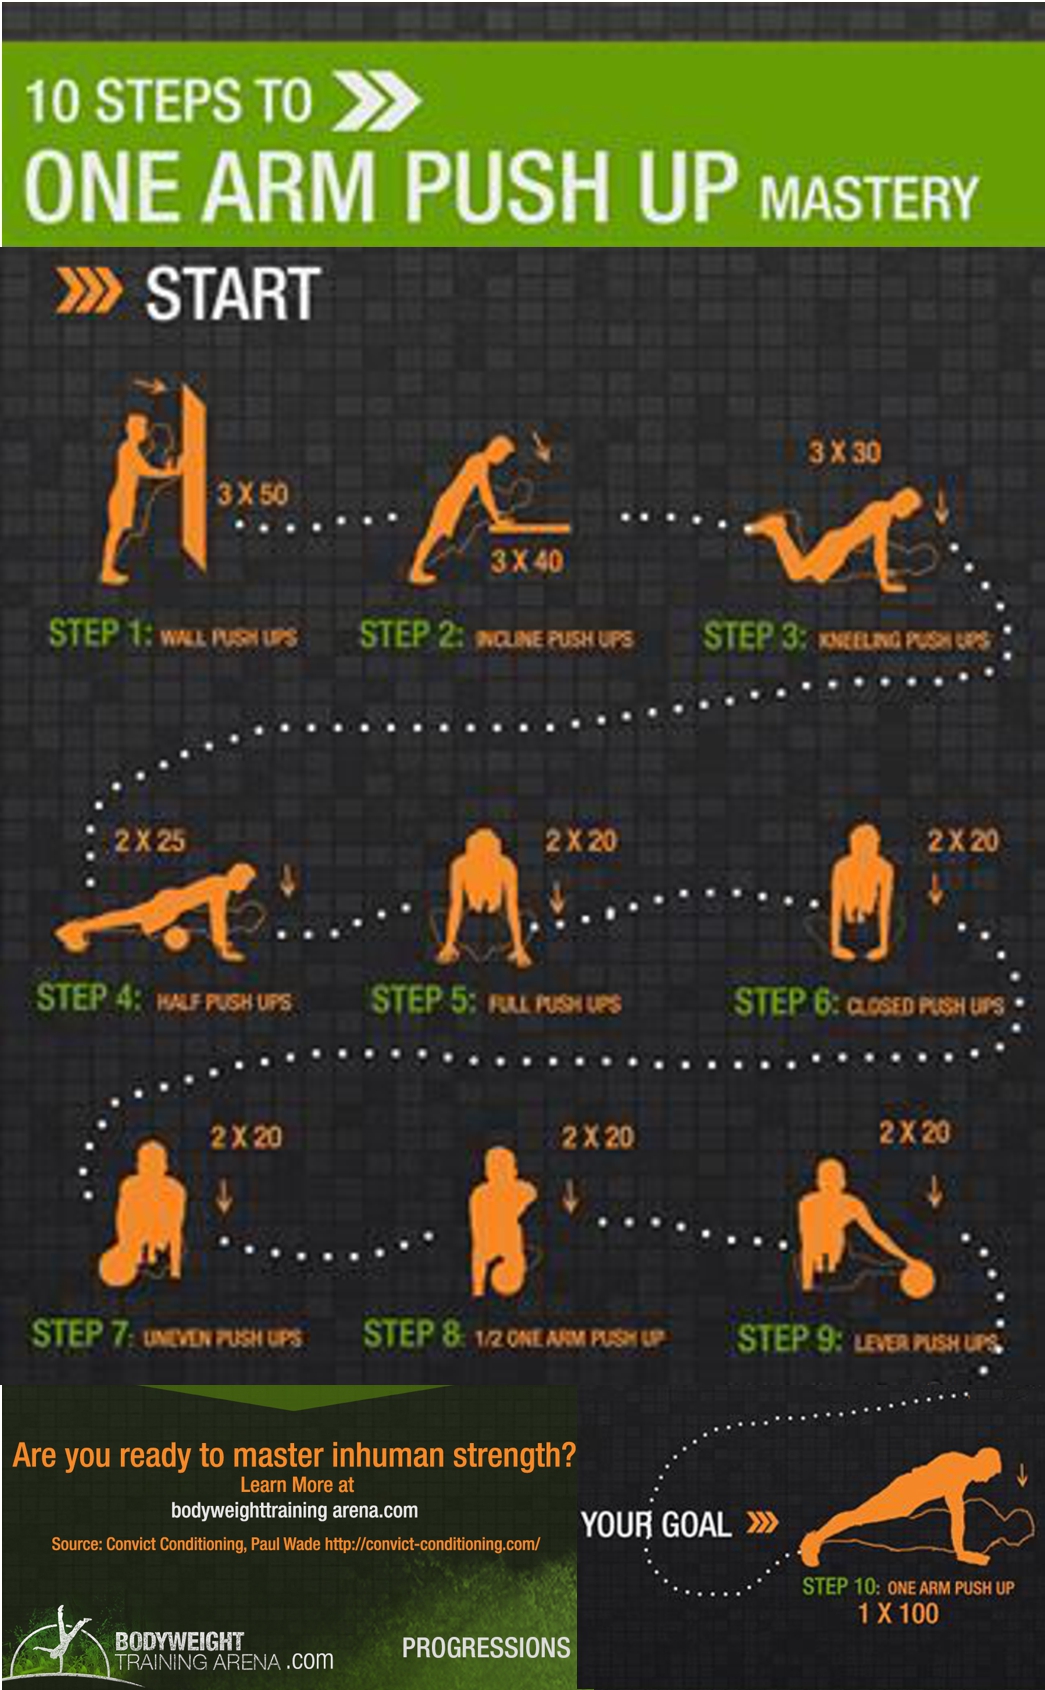 10 STEPS TO
ONE ARM PUSH UP MASTERY
START
3 X 50
3 X 40
3 X 30
STEP 1: WALL PUSH UPS
STEP 2: INCLINE PUSH UPS
STEP 3: KNEELING PUSH UPS
2 X 25
2 X 20
2 X 20
STEP 4: HALF PUSH UPS
STEP 5: FULL PUSH UPS
STEP 6: CLOSED PUSH UPS
2 X 20
2 X 20
2 X 20
STEP 7: UNEVEN PUSH UPS
STEP 8: 1/2 ONE ARM PUSH UP
STEP 9: LEVER PUSH UPS
Are you ready to master inhuman strength?
Learn More at
bodyweighttraining arena.com
Source: Convict Conditioning, Paul Wade http://convict-conditioning.com/
BODYWEIGHT
TRAINING ARENA .com
PROGRESSIONS
YOUR GOAL
STEP 10: ONE ARM PUSH UP
1 X 100